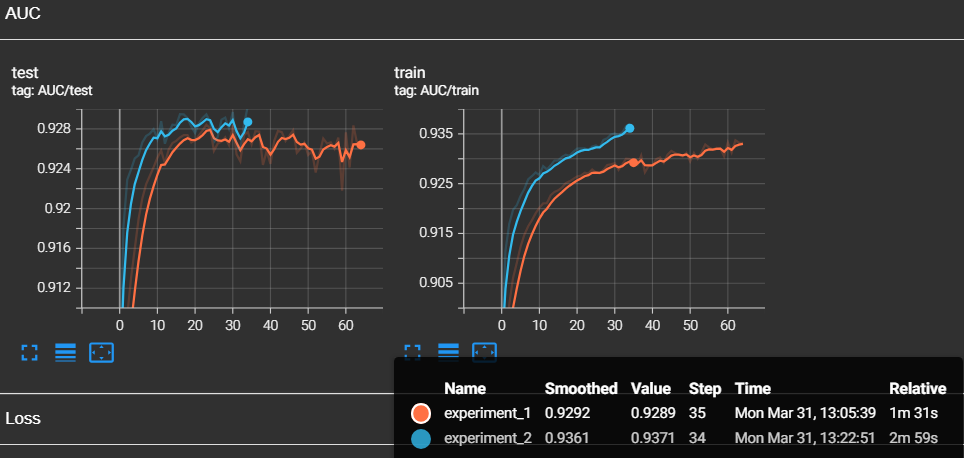 AUC
test
tag: AUC/test
0.928
0.924
0.92
0.916
0.912
0 10 20 30 40 50 60
train
tag: AUC/train
0.935
0.925
0.915
0.905
0 10 20 30 40 50 60
Name Smoothed Value Step Time Relative
experiment_1 0.9292 0.9289 35 Mon Mar 31, 13:05:39 1m 31s
experiment_2 0.9361 0.9371 34 Mon Mar 31, 13:22:51 2m 59s
Loss